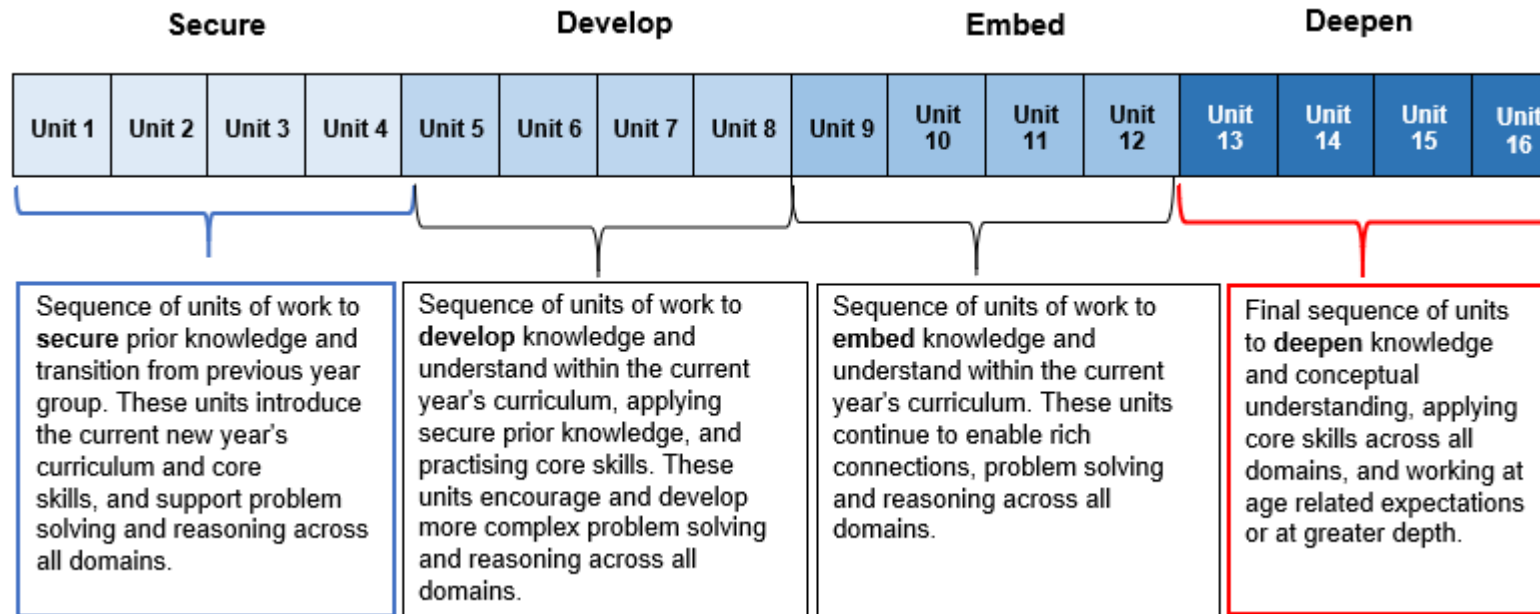 Secure
Develop
Embed
Deepen
Unit 1
Unit 2
Unit 3
Unit 4
Unit 5
Unit 6
Unit 7
Unit 8
Unit 9
Unit
10
Unit
11
Unit
12
Unit
13
Unit
14
Unit
15
Unit
16
Sequence of units of work to
secure prior knowledge and
transition from previous year
group. These units introduce
the current new year's
curriculum and core
skills, and support problem
solving and reasoning across
all domains.
Sequence of units of work to
develop knowledge and
understand within the current
year's curriculum, applying
secure prior knowledge, and
practising core skills. These
units encourage and develop
more complex problem solving
and reasoning across all
domains.
Sequence of units of work to
embed knowledge and
understand within the current
year's curriculum. These units
continue to enable rich
connections, problem solving
and reasoning across all
domains.
Final sequence of units
to deepen knowledge
and conceptual
understanding, applying
core skills across all
domains, and working at
age related expectations
or at greater depth.